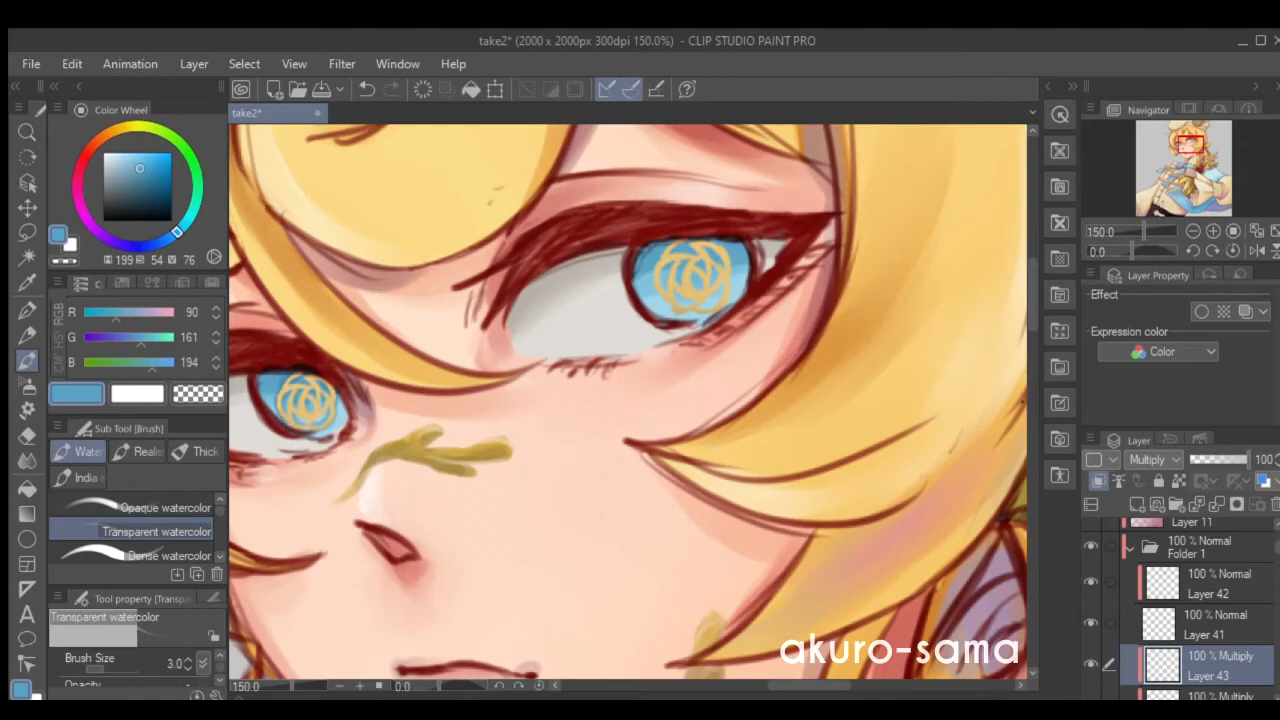 take2* (2000 x 2000px 300dpi 150.0%) - CLIP STUDIO PAINT PRO
File Edit Animation Layer Select View Filter Window Help
Color Wheel
take2*
Navigator
199 54 76
150.0
0.0
R 90
G 161
B 194
RGB
Layer Property
Effect
Expression color
Color
Sub Tool [Brush]
Water Realis Thick
India
Opaque watercolor
Transparent watercolor
Dense watercolor
Tool property [Transpa
Transparent watercolor
Brush Size 3.0
Opacity
Layer
Multiply 100
Layer 11
100 % Normal
Folder 1
100 % Normal
Layer 42
100 % Normal
Layer 41
100 % Multiply
Layer 43
100 % Multiply
akuro-sama
150.0 0.0